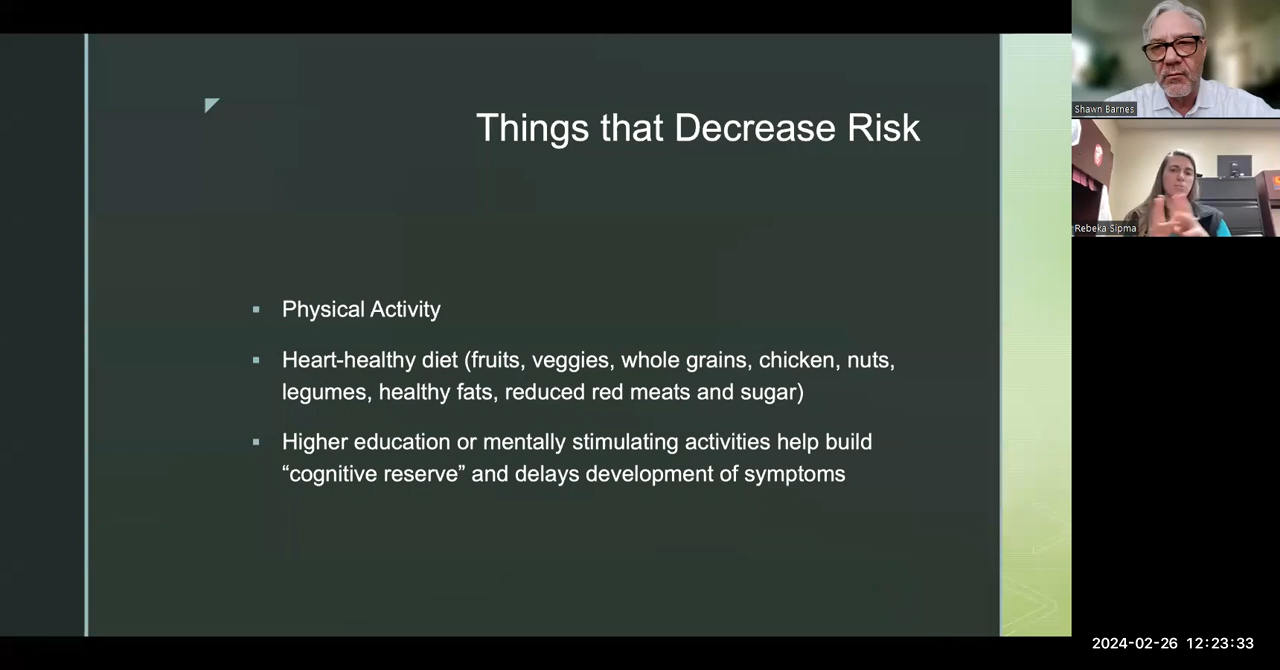 Things that Decrease Risk
▪ Physical Activity
▪ Heart-healthy diet (fruits, veggies, whole grains, chicken, nuts,
legumes, healthy fats, reduced red meats and sugar)
▪ Higher education or mentally stimulating activities help build
“cognitive reserve” and delays development of symptoms
Shawn Barnes
Rebeka Sipma
2024-02-26 12:23:33